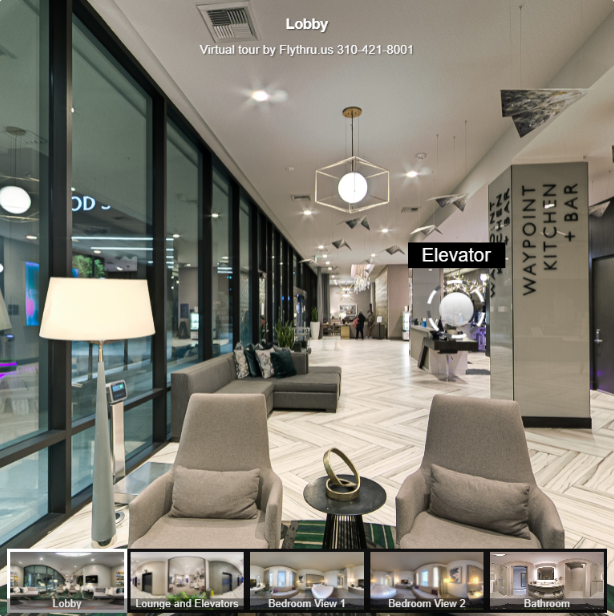 Lobby
Virtual tour by Flythru.us 310-421-8001
OD'S
WAYPOINT
KITCHEN
+ BAR
Elevator
Lobby
Lounge and Elevators
Bedroom View 1
Bedroom View 2
Bathroom